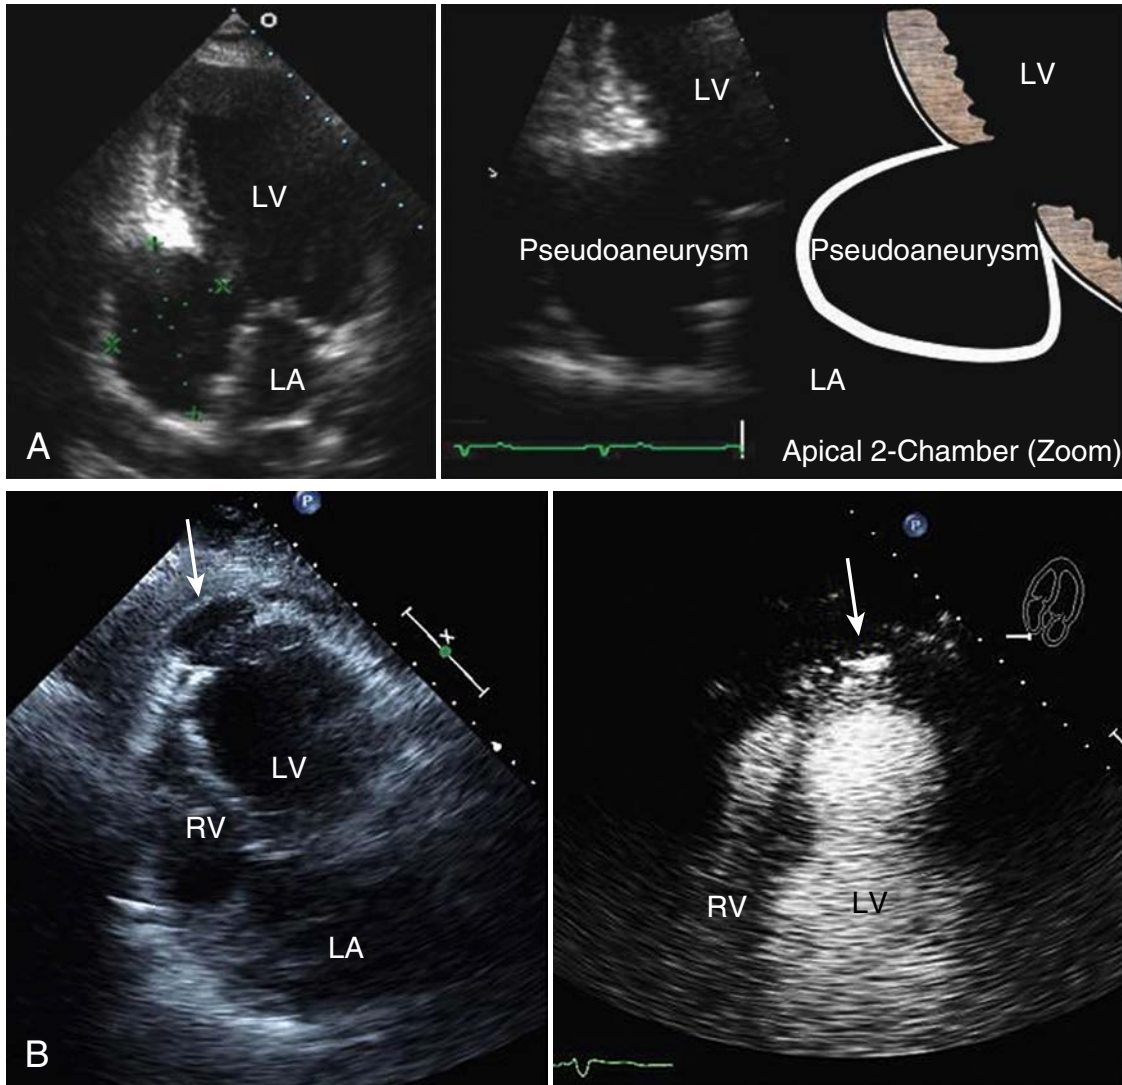 LV
LA
A
LV
Pseudoaneurysm
LV
Pseudoaneurysm
LA
Apical 2-Chamber (Zoom)
P
LV
RV
LA
B
P
RV
LV